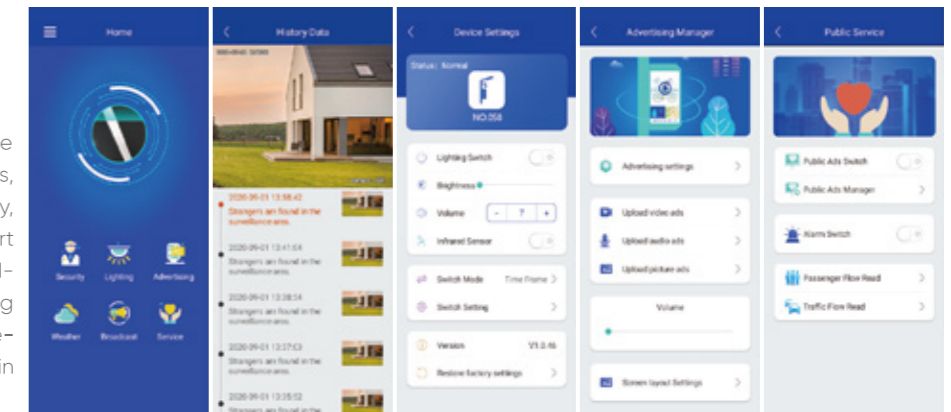 e
s,
y,
rt
l-
g
e-
in
Home
Security
Lighting
Advertising
Weather
Broadcast
Service
History Data
2020-09-01 13:58:42
Strangers are found in the
surveillance area.
2020-09-01 13:41:04
Strangers are found in the
surveillance area.
2020-09-01 13:38:54
Strangers are found in the
surveillance area.
2020-09-01 13:37:03
Strangers are found in the
surveillance area.
2020-09-01 13:35:52
Strangers are found in the
Device Settings
Status: Normal
NO.058
Lighting Switch
Brightness
Volume - 7 +
Infrared Sensor
Switch Mode Time Frame >
Switch Setting >
Version V1.0.46
Restore factory settings >
Advertising Manager
Advertising settings >
Upload video ads >
Upload audio ads >
Upload picture ads >
Volume
Screen layout Settings >
Public Service
Public Ads Switch
Public Ads Manager >
Alarm Switch
Passenger Flow Read >
Traffic Flow Read >